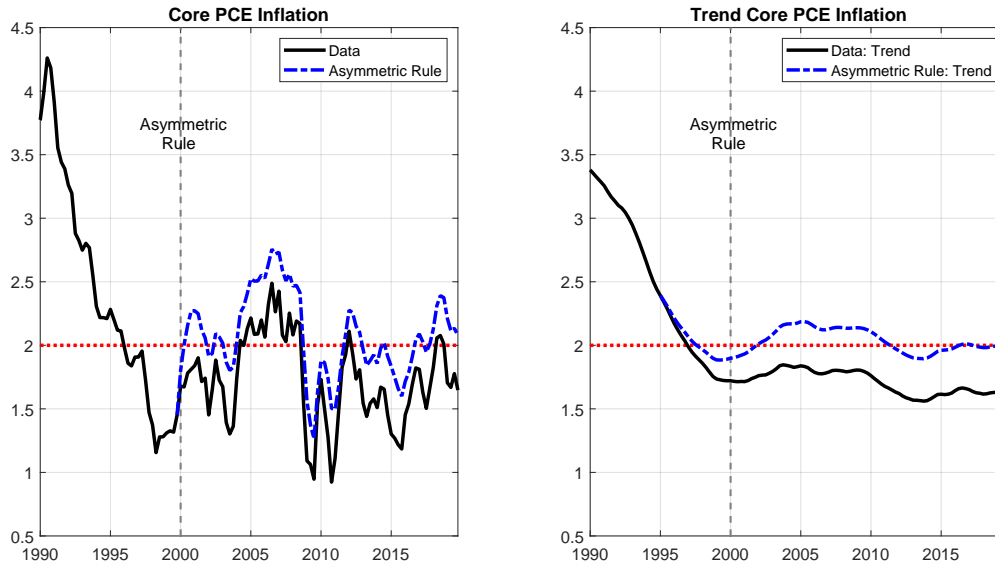 Core PCE Inflation
4.5
4
3.5
3
2.5
2
1.5
1
0.5
1990 1995 2000 2005 2010 2015
Data
Asymmetric Rule
Asymmetric
Rule
Trend Core PCE Inflation
4.5
4
3.5
3
2.5
2
1.5
1
0.5
1990 1995 2000 2005 2010 2015
Data: Trend
Asymmetric Rule: Trend
Asymmetric
Rule